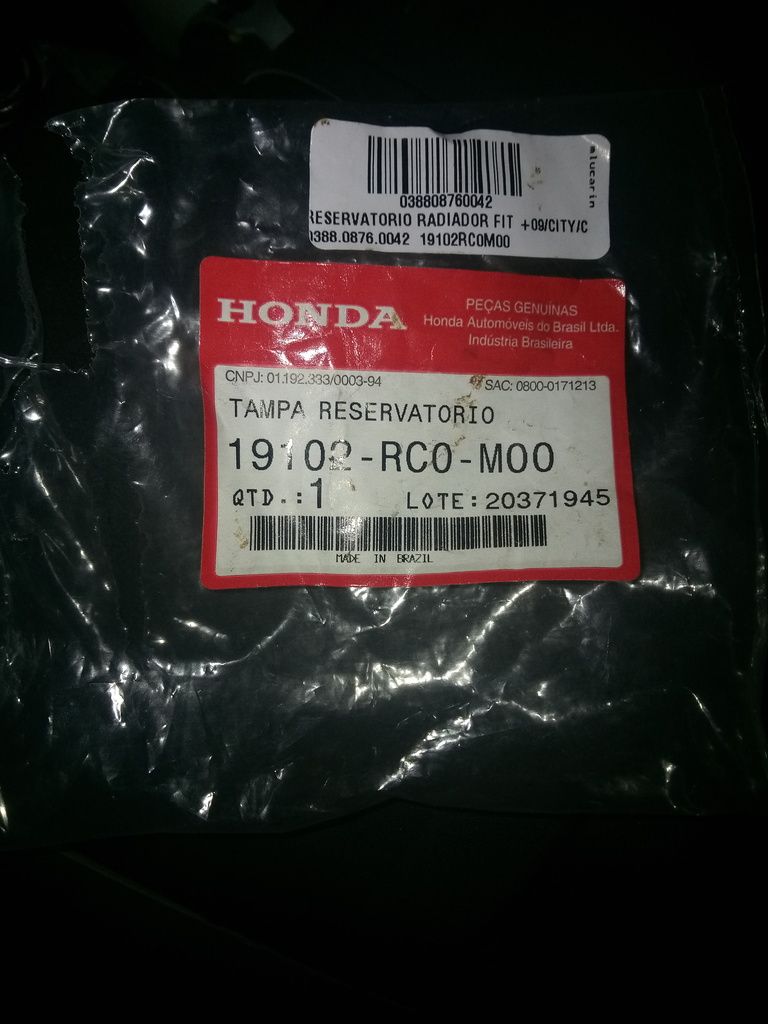 038808760042
RESERVATORIO RADIADOR FIT +09/CITY/C
0388.0876.0042 19102RC0M00
HONDA
PEÇAS GENUÍNAS
Honda Automóveis do Brasil Ltda.
Indústria Brasileira
CNPJ: 01.192.333/0003-94
SAC: 0800-0171213
TAMPA RESERVATORIO
19102-RC0-M00
QTD.:1 LOTE:20371945
MADE IN BRAZIL